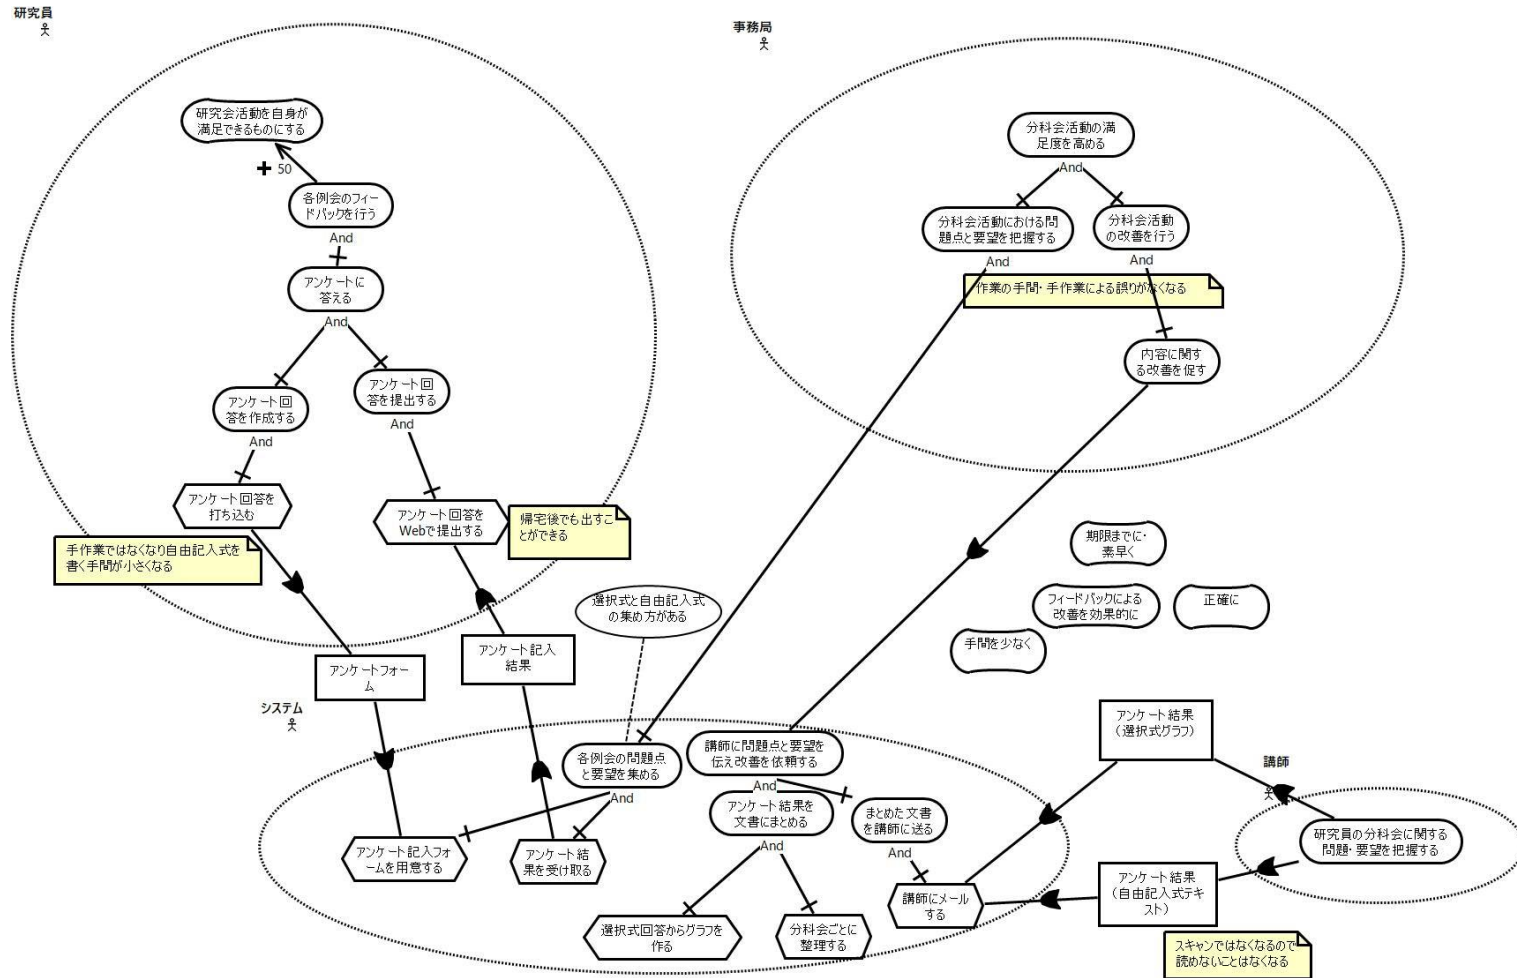 研究員
事務局
研究会活動を自身が
満足できるものにする
50
各例会のフィー
ドバックを行う
And
アンケートに
答える
And
アンケート回
答を作成する
And
アンケート回
答を提出する
And
アンケート回答を
打ち込む
アンケート回答を
Webで提出する
手作業ではなくなり自由記入式を
書く手間が小さくなる
帰宅後でも出すこ
とができる
分科会活動の満
足度を高める
And
分科会活動における問
題点と要望を把握する
And
分科会活動
の改善を行う
And
作業の手間・手作業による誤りがなくなる
内容に関す
る改善を促す
期限までに・
素早く
フィードバックによる
改善を効果的に
正確に
手間を少なく
選択式と自由記入式
の集め方がある
アンケートフォー
ム
アンケート記入
結果
システム
各例会の問題点
と要望を集める
And
講師に問題点と要望を
伝え改善を依頼する
And
アンケート結果を
文書にまとめる
And
まとめた文書
を講師に送る
And
アンケート記入フォ
ームを用意する
アンケート結
果を受け取る
選択式回答からグラフを
作る
分科会ごとに
整理する
講師にメール
する
アンケート結果
（選択式グラフ）
講師
研究員の分科会に関する
問題・要望を把握する
アンケート結果
（自由記入式テキ
スト）
スキャンではなくなるので
読めないことはなくなる